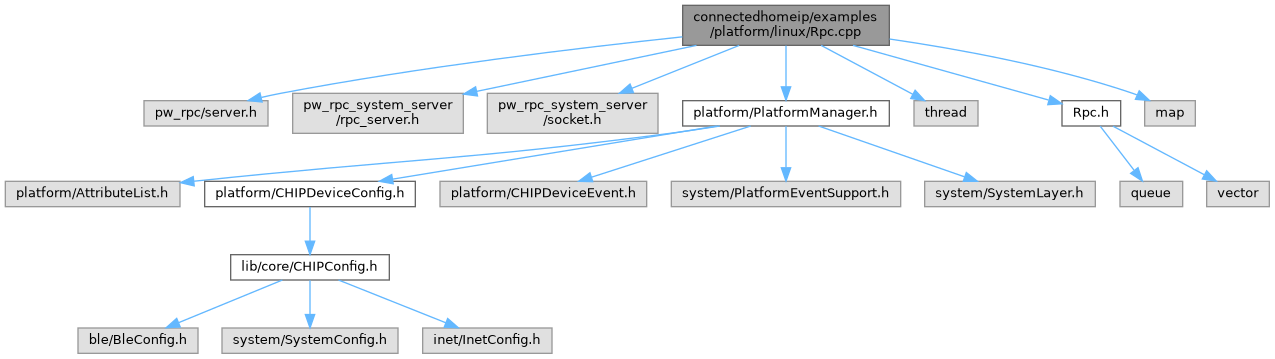 connectedhomeip/examples
/platform/linux/Rpc.cpp
pw_rpc/server.h
pw_rpc_system_server
/rpc_server.h
pw_rpc_system_server
/socket.h
platform/PlatformManager.h
thread
Rpc.h
map
platform/AttributeList.h
platform/CHIPDeviceConfig.h
platform/CHIPDeviceEvent.h
system/PlatformEventSupport.h
system/SystemLayer.h
queue
vector
lib/core/CHIPConfig.h
ble/BleConfig.h
system/SystemConfig.h
inet/InetConfig.h